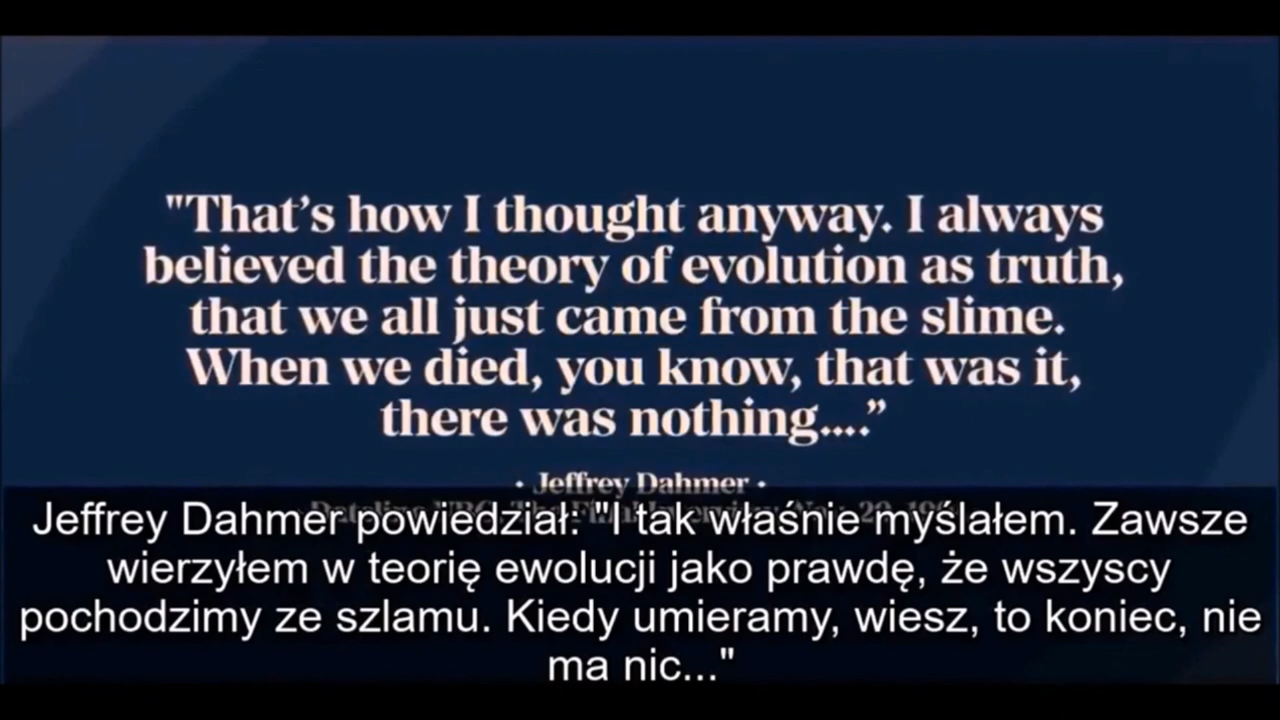 "That’s how I thought anyway. I always
believed the theory of evolution as truth,
that we all just came from the slime.
When we died, you know, that was it,
there was nothing....”
• Jeffrey Dahmer •
Jeffrey Dahmer powiedział: "I tak właśnie myślałem. Zawsze
wierzyłem w teorię ewolucji jako prawdę, że wszyscy
pochodzimy ze szlamu. Kiedy umieramy, wiesz, to koniec, nie
ma nic..."